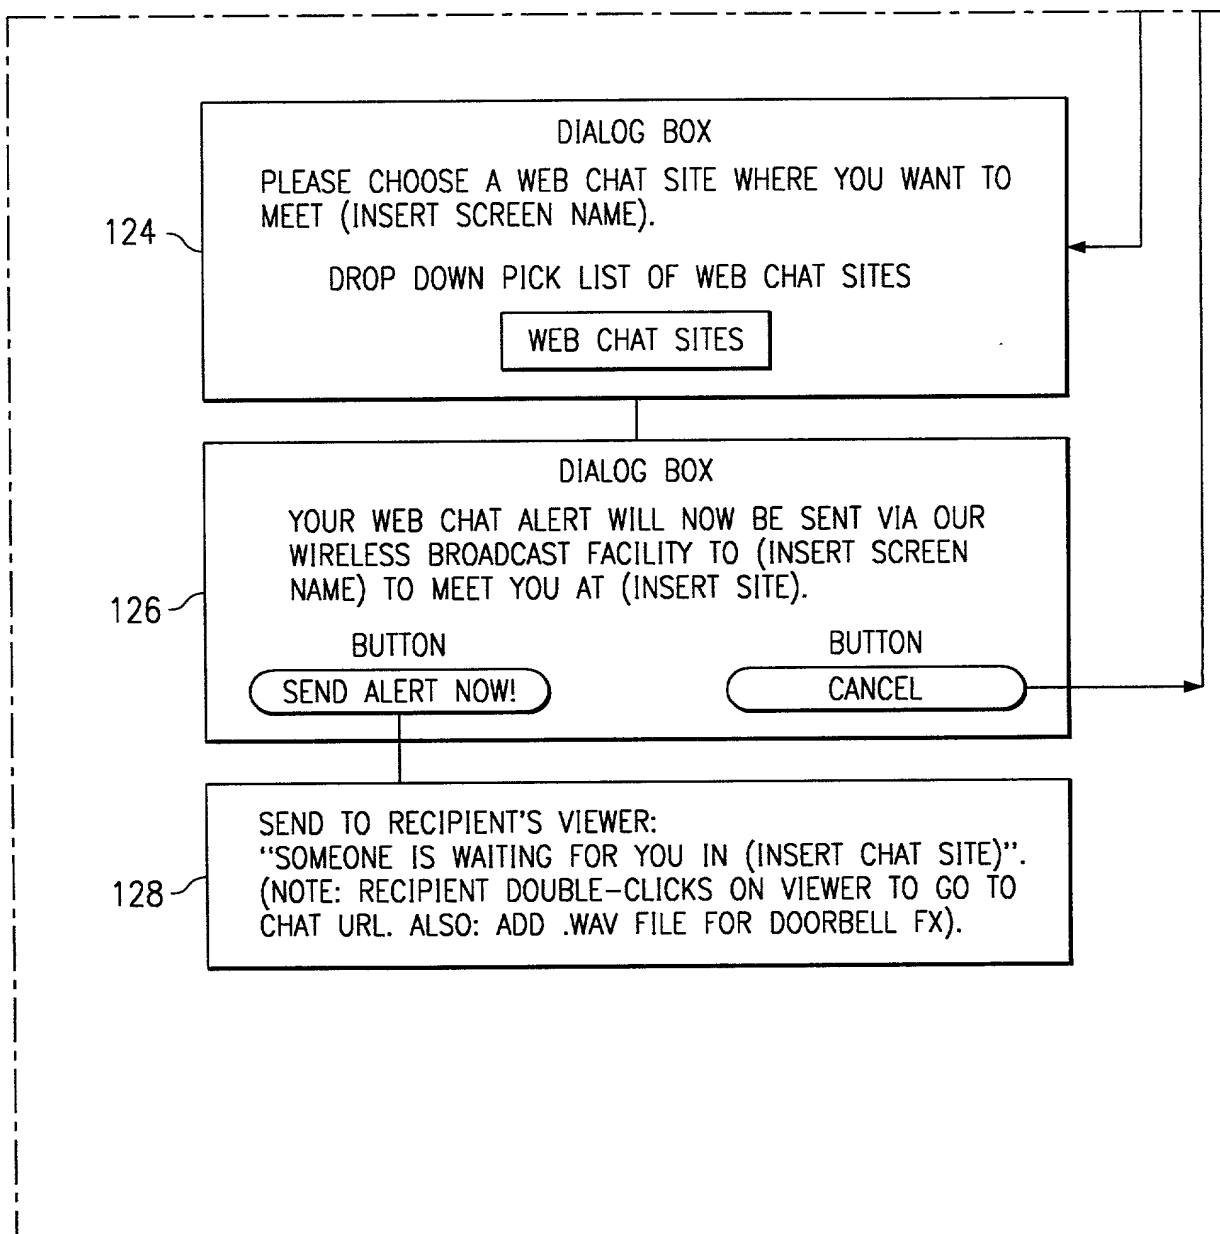 DIALOG BOX
PLEASE CHOOSE A WEB CHAT SITE WHERE YOU WANT TO
MEET (INSERT SCREEN NAME).
124
DROP DOWN PICK LIST OF WEB CHAT SITES
WEB CHAT SITES
DIALOG BOX
YOUR WEB CHAT ALERT WILL NOW BE SENT VIA OUR
WIRELESS BROADCAST FACILITY TO (INSERT SCREEN
NAME) TO MEET YOU AT (INSERT SITE).
126
BUTTON BUTTON
SEND ALERT NOW! CANCEL
SEND TO RECIPIENT'S VIEWER:
"SOMEONE IS WAITING FOR YOU IN (INSERT CHAT SITE)".
(NOTE: RECIPIENT DOUBLE-CLICKS ON VIEWER TO GO TO
128
CHAT URL. ALSO: ADD .WAV FILE FOR DOORBELL FX).